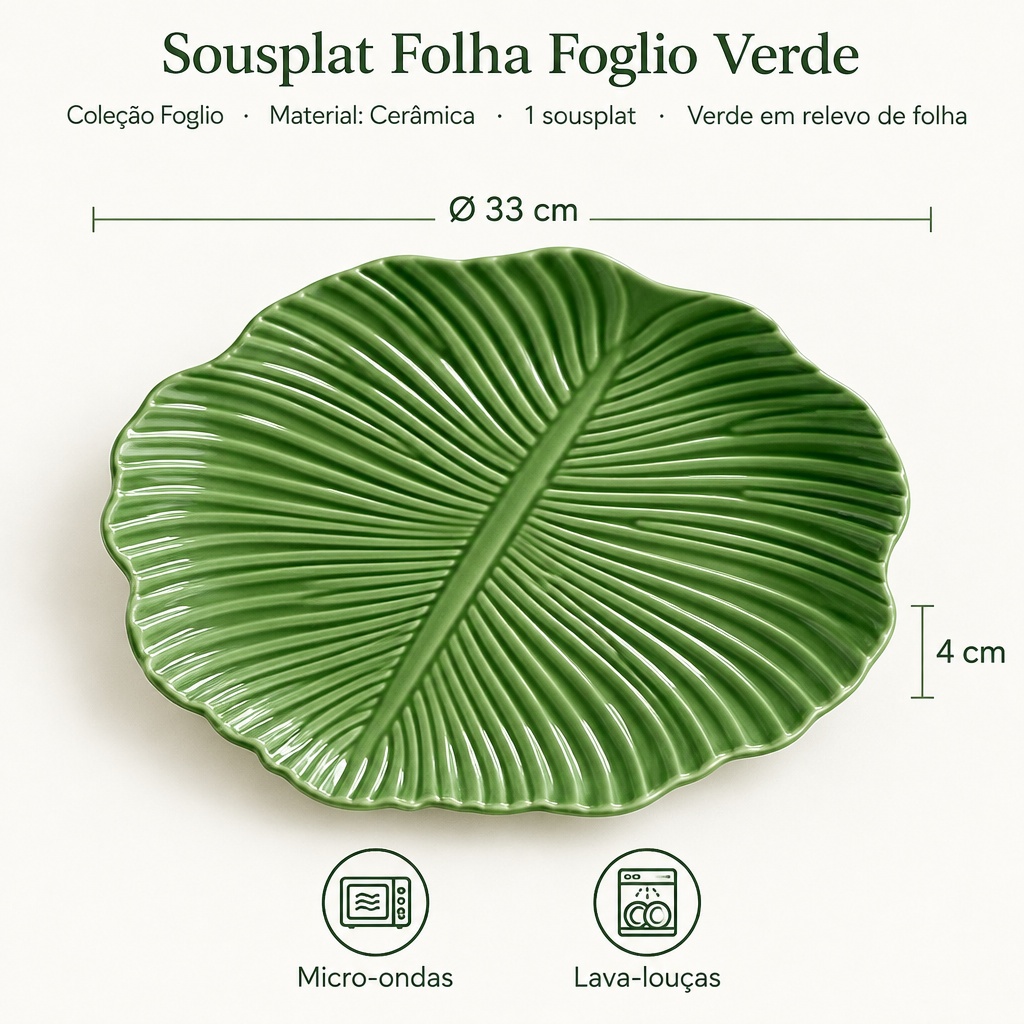 Sousplat Folha Foglio Verde
Coleção Foglio · Material: Cerâmica · 1 sousplat · Verde em relevo de folha
Ø 33 cm
4 cm
Micro-ondas
Lava-louças